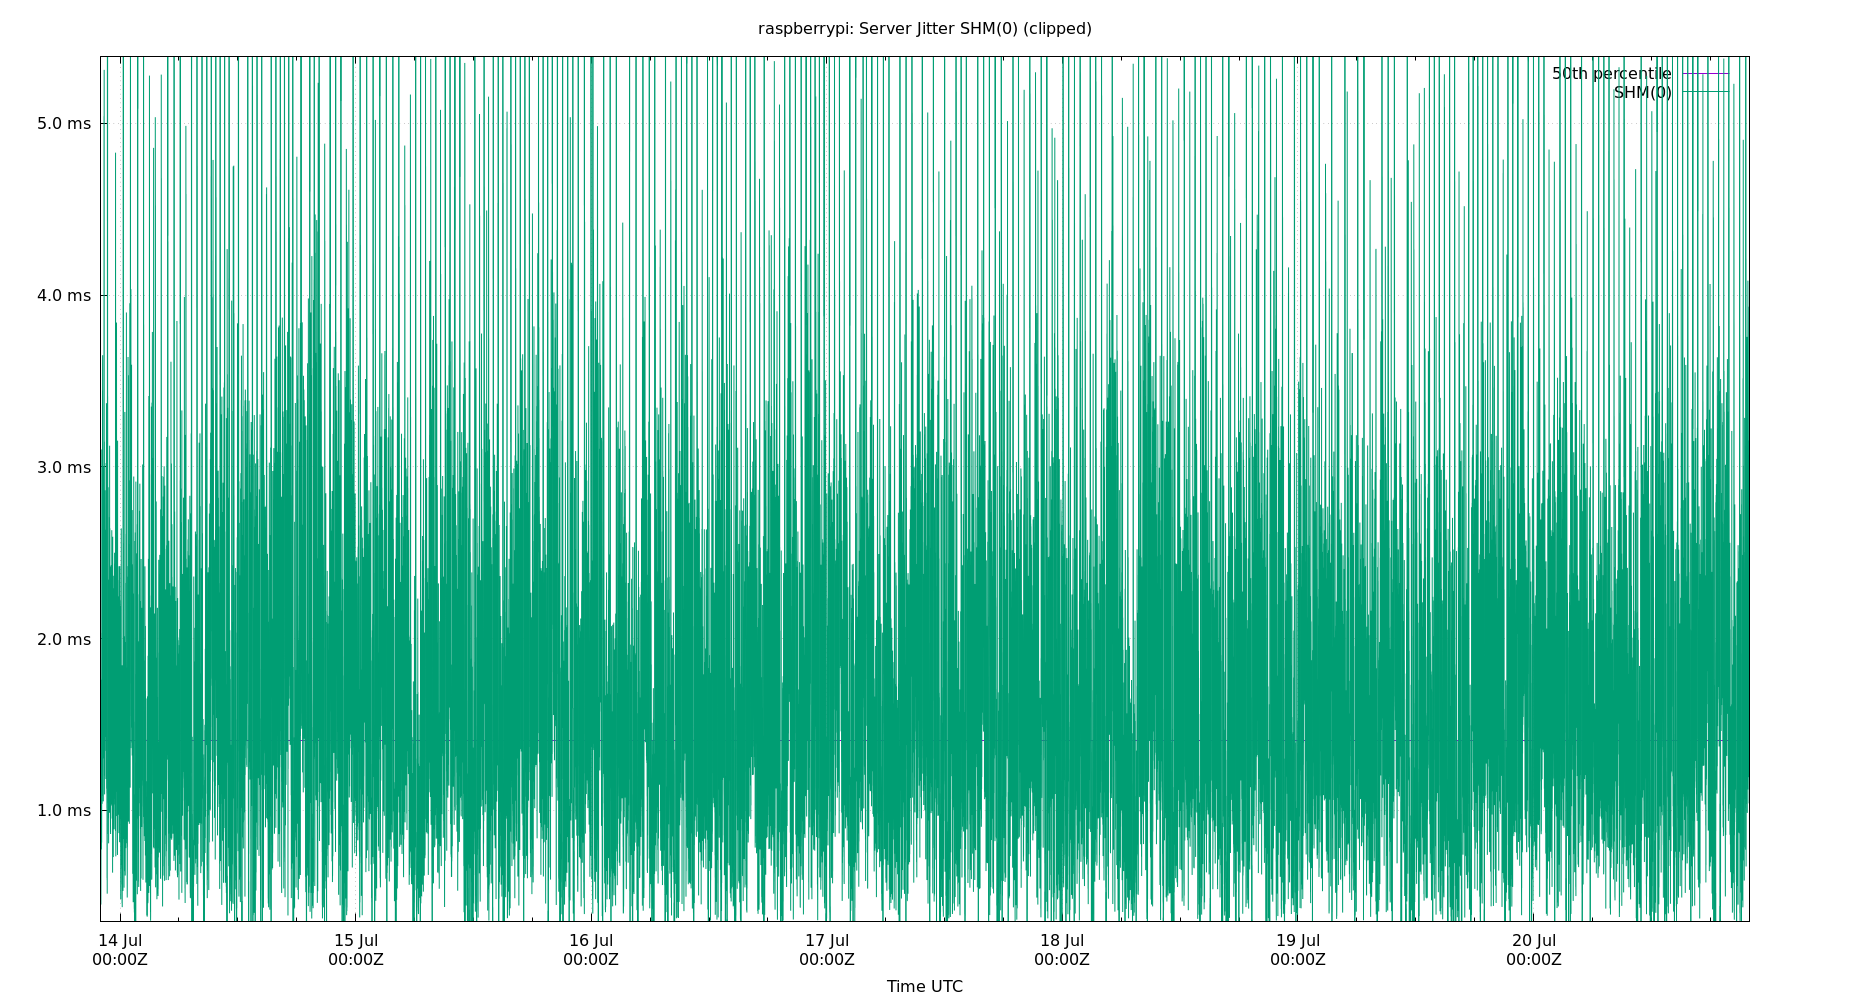 raspberrypi: Server Jitter SHM(0) (clipped)
50th percentile
SHM(0)
5.0 ms
4.0 ms
3.0 ms
2.0 ms
1.0 ms
14 Jul 15 Jul 16 Jul 17 Jul 18 Jul 19 Jul 20 Jul
00:00Z 00:00Z 00:00Z 00:00Z 00:00Z 00:00Z 00:00Z
Time UTC